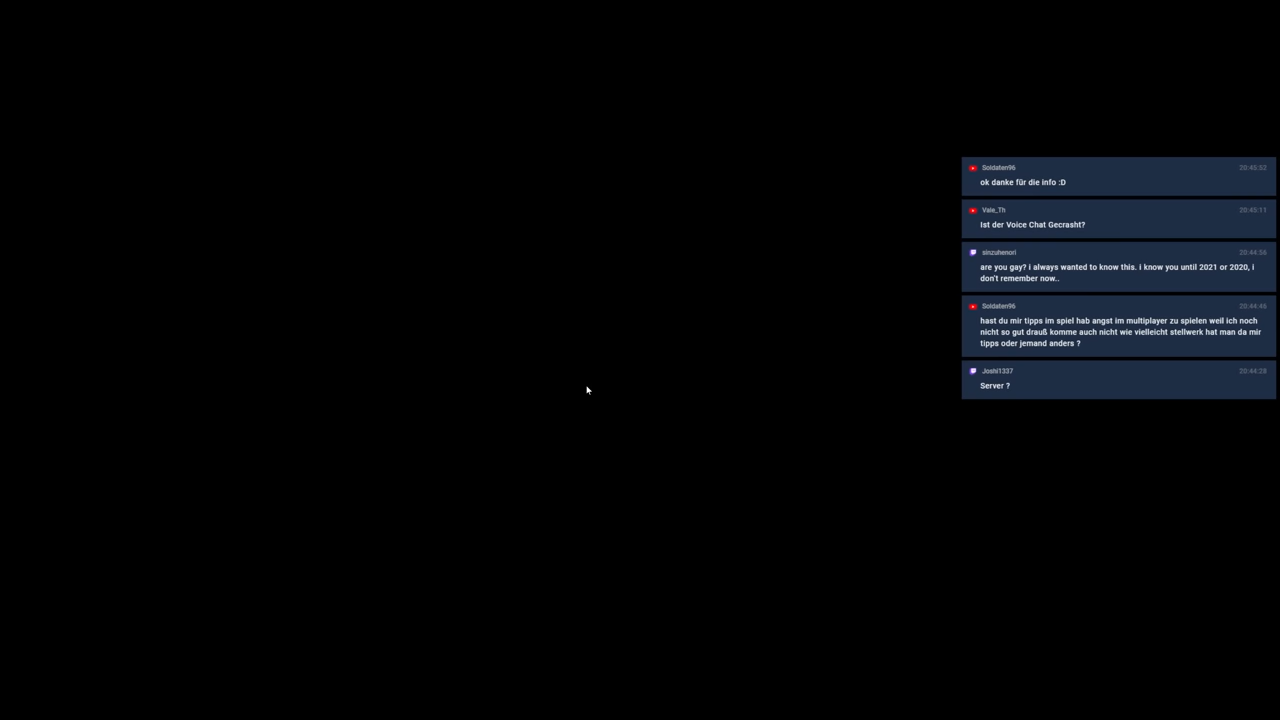 Soldaten96 20:45:52
ok danke für die info :D
Vale_Th 20:45:11
Ist der Voice Chat Gecrasht?
sinzuhenori 20:44:56
are you gay? i always wanted to know this. i know you until 2021 or 2020, i
don't remember now..
Soldaten96 20:44:46
hast du mir tipps im spiel hab angst im multiplayer zu spielen weil ich noch
nicht so gut drauß komme auch nicht wie vielleicht stellwerk hat man da mir
tipps oder jemand anders ?
Joshi1337 20:44:28
Server ?